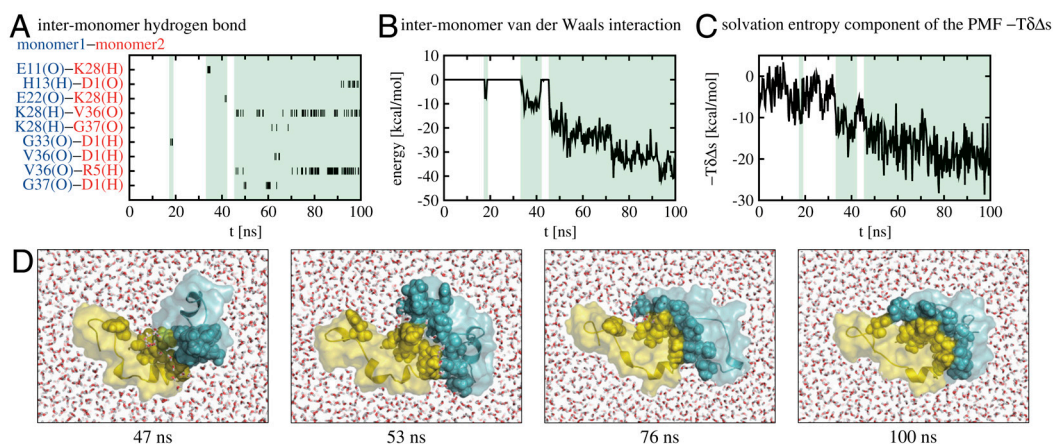 A inter-monomer hydrogen bond
monomer1−monomer2
E11(O)−K28(H)
H13(H)−D1(O)
E22(O)−K28(H)
K28(H)−V36(O)
K28(H)−G37(O)
G33(O)−D1(H)
V36(O)−D1(H)
V36(O)−R5(H)
G37(O)−D1(H)
0 20 40 60 80 100
t [ns]
B inter-monomer van der Waals interaction
energy [kcal/mol]
10
0
-10
-20
-30
-40
-50
0 20 40 60 80 100
t [ns]
C solvation entropy component of the PMF −TδΔs
−TδΔs [kcal/mol]
0
-10
-20
-30
0 20 40 60 80 100
t [ns]
D
47 ns 53 ns 76 ns 100 ns